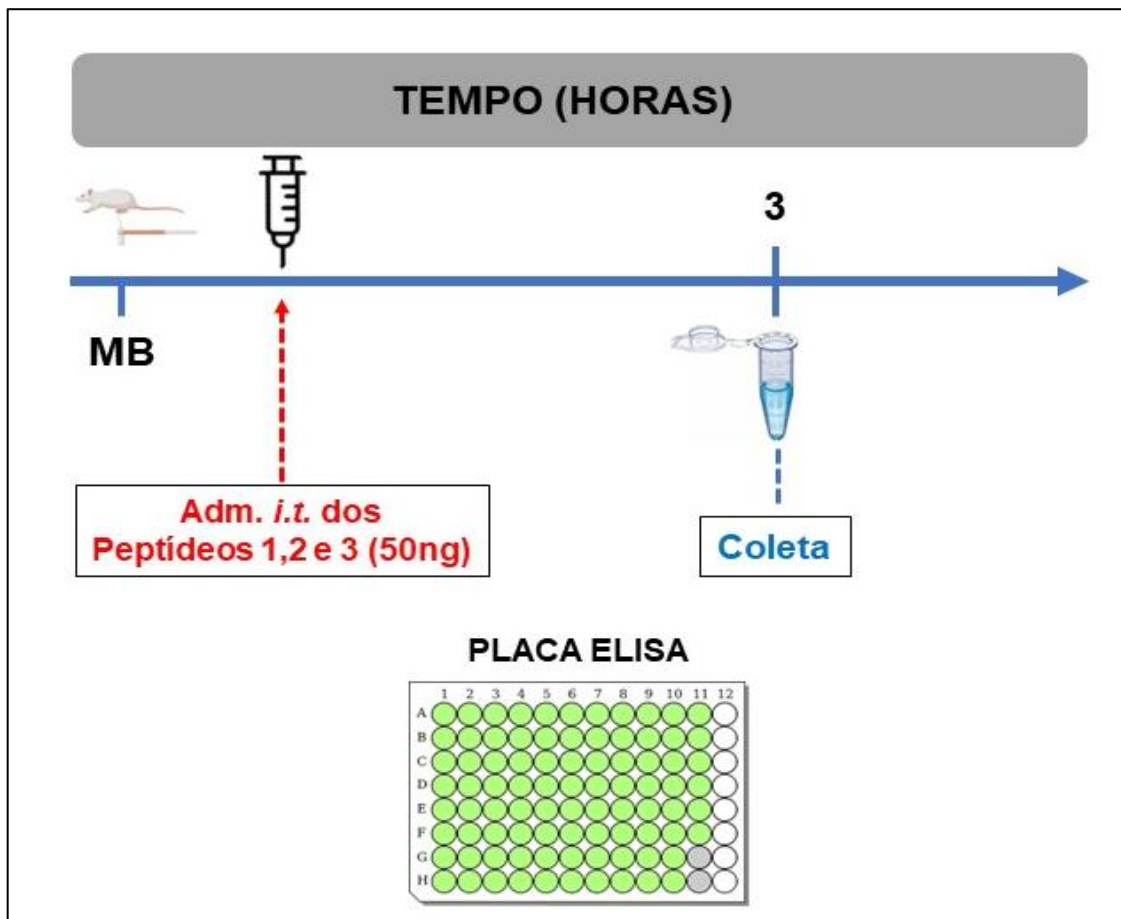 TEMPO (HORAS)
3
MB
Adm. i.t. dos
Peptídeos 1,2 e 3 (50ng)
Coleta
PLACA ELISA
1 2 3 4 5 6 7 8 9 10 11 12
A
B
C
D
E
F
G
H